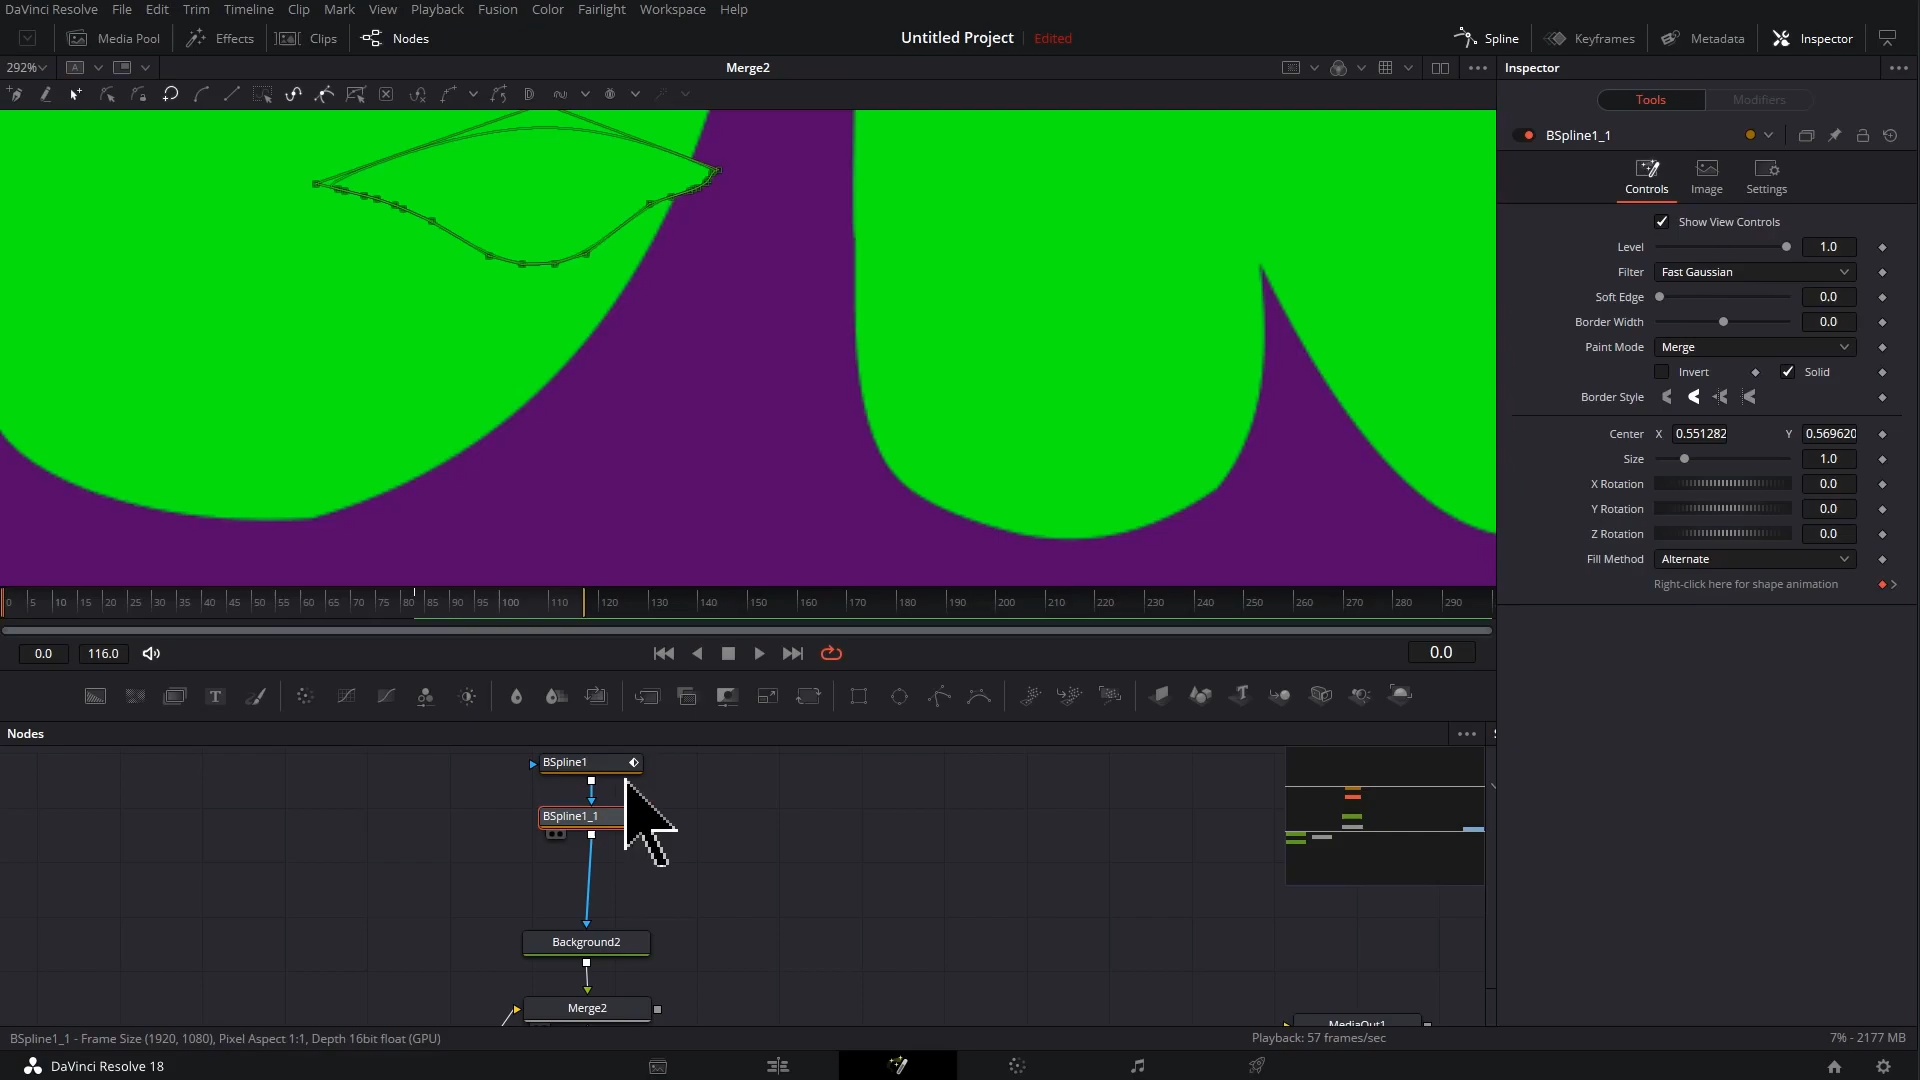 DaVinci Resolve File Edit Trim Timeline Clip Mark View Playback Fusion Color Fairlight Workspace Help
Media Pool Effects Clips Nodes Untitled Project Edited Spline Keyframes Metadata Inspector
292% A Merge2 Inspector
Tools Modifiers
BSpline1_1
Controls Image Settings
Show View Controls
Level 1.0
Filter Fast Gaussian
Soft Edge 0.0
Border Width 0.0
Paint Mode Merge
Invert Solid
Border Style
Center X 0.551282 Y 0.569620
Size 1.0
X Rotation 0.0
Y Rotation 0.0
Z Rotation 0.0
Fill Method Alternate
Right-click here for shape animation
0 5 10 15 20 25 30 35 40 45 50 55 60 65 70 75 80 85 90 95 100 110 120 130 140 150 160 170 180 190 200 210 220 230 240 250 260 270 280 290
0.0 116.0 0.0
T
Nodes
BSpline1
BSpline1_1
Background2
Merge2
MediaOut1
BSpline1_1 - Frame Size (1920, 1080), Pixel Aspect 1:1, Depth 16bit float (GPU) Playback: 57 frames/sec 7% - 2177 MB
DaVinci Resolve 18